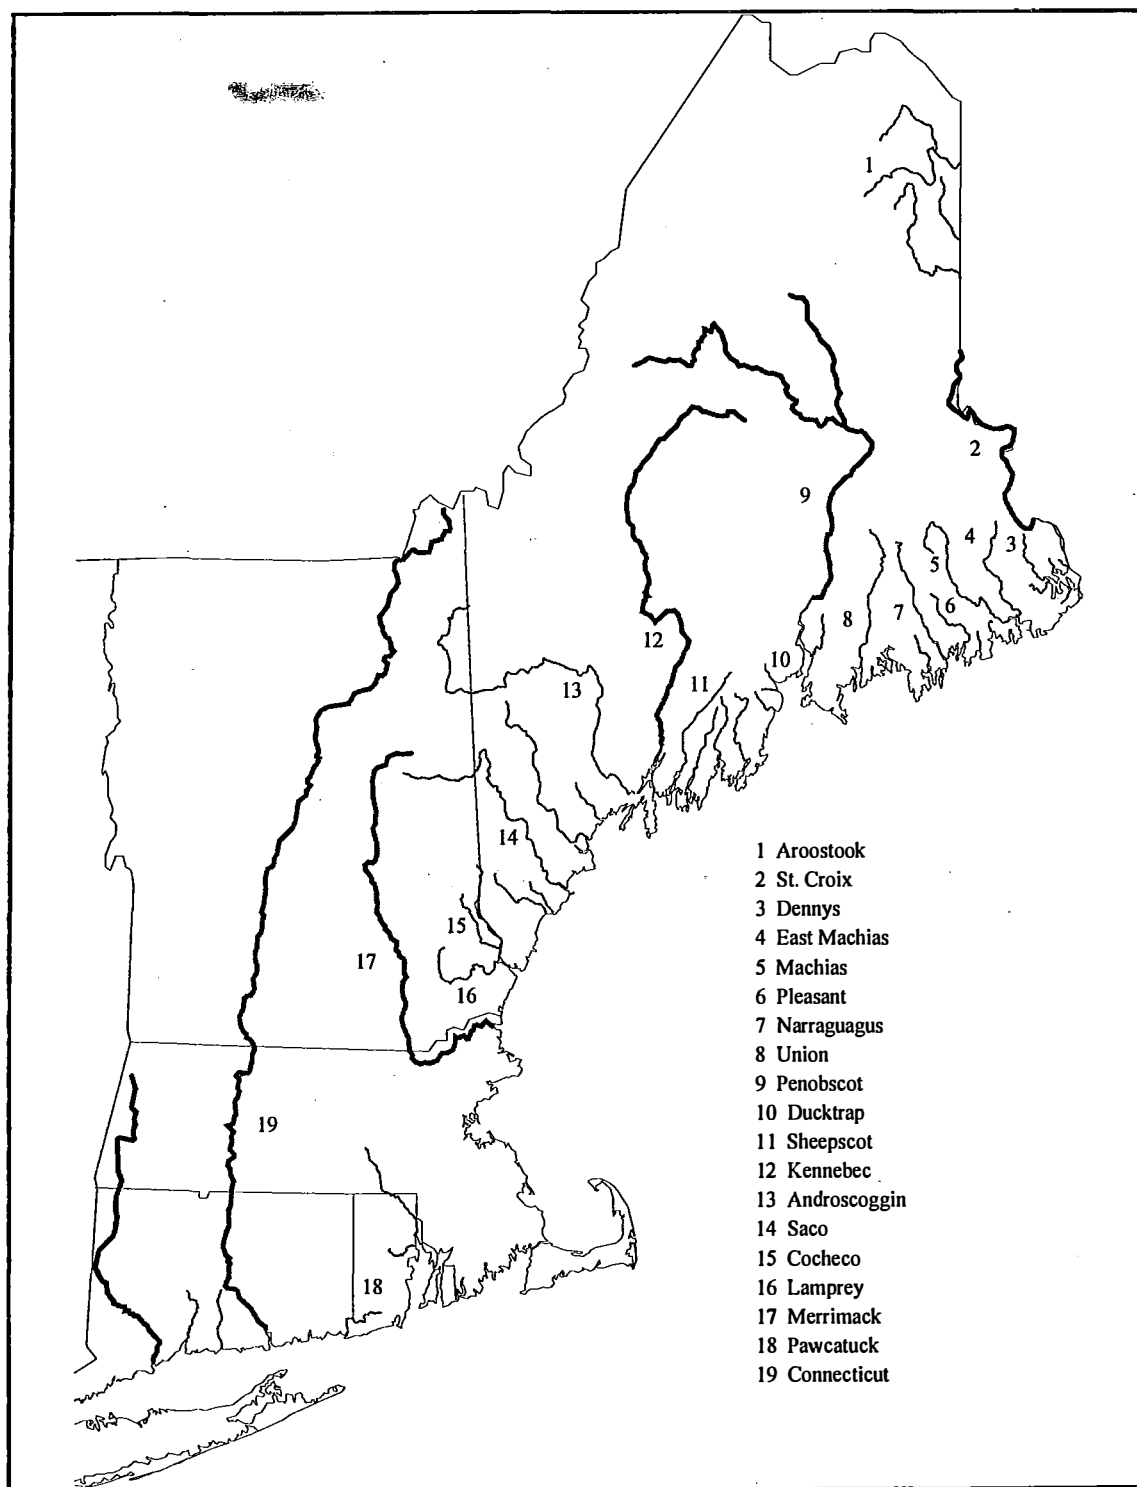 1
2
9
4
3
5
8
7
6
12
10
11
13
14
15
17
16
19
18
1 Aroostook
2 St. Croix
3 Dennys
4 East Machias
5 Machias
6 Pleasant
7 Narraguagus
8 Union
9 Penobscot
10 Ducktrap
11 Sheepscot
12 Kennebec
13 Androscoggin
14 Saco
15 Cocheco
16 Lamprey
17 Merrimack
18 Pawcatuck
19 Connecticut